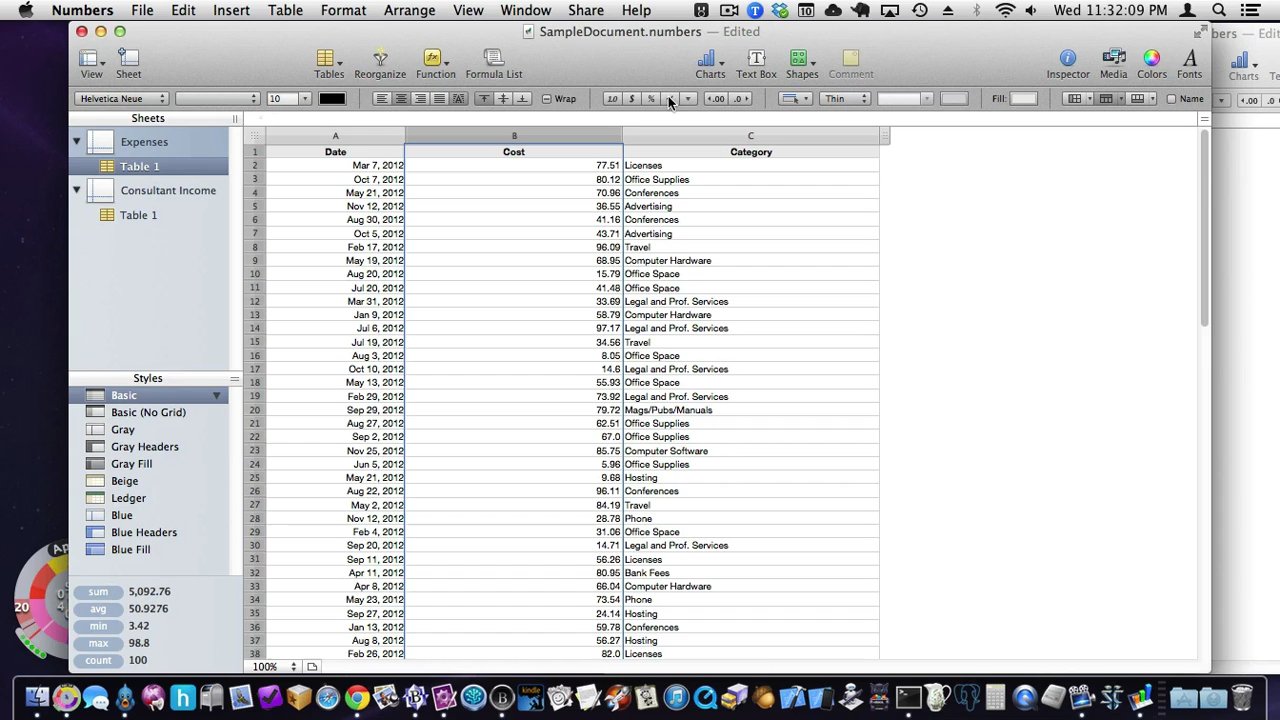 Numbers File Edit Insert Table Format Arrange View Window Share Help Wed 11:32:09 PM
SampleDocument.numbers — Edited
View Sheet Tables Reorganize Function Formula List Charts Text Box Shapes Comment Inspector Media Colors Fonts Charts
Helvetica Neue 10 Wrap 1.0 $ % .00 .0 Thin Fill: Name .00
Sheets
Expenses
Table 1
Consultant Income
Table 1
Styles
Basic
Basic (No Grid)
Gray
Gray Headers
Gray Fill
Beige
Ledger
Blue
Blue Headers
Blue Fill
sum 5,092.76
avg 50.9276
min 3.42
max 98.8
count 100
A B C
1 Date Cost Category
2 Mar 7, 2012 77.51 Licenses
3 Oct 7, 2012 80.12 Office Supplies
4 May 21, 2012 70.96 Conferences
5 Nov 12, 2012 36.55 Advertising
6 Aug 30, 2012 41.16 Conferences
7 Oct 5, 2012 43.71 Advertising
8 Feb 17, 2012 96.09 Travel
9 May 19, 2012 68.95 Computer Hardware
10 Aug 20, 2012 15.79 Office Space
11 Jul 20, 2012 41.48 Office Space
12 Mar 31, 2012 33.69 Legal and Prof. Services
13 Jan 9, 2012 58.79 Computer Hardware
14 Jul 6, 2012 97.17 Legal and Prof. Services
15 Jul 19, 2012 34.56 Travel
16 Aug 3, 2012 8.05 Office Space
17 Oct 10, 2012 14.6 Legal and Prof. Services
18 May 13, 2012 55.93 Office Space
19 Feb 29, 2012 73.92 Legal and Prof. Services
20 Sep 29, 2012 79.72 Mags/Pubs/Manuals
21 Aug 27, 2012 62.51 Office Supplies
22 Sep 2, 2012 67.0 Office Supplies
23 Nov 25, 2012 85.75 Computer Software
24 Jun 5, 2012 5.96 Office Supplies
25 May 21, 2012 9.68 Hosting
26 Aug 22, 2012 96.11 Conferences
27 May 2, 2012 84.19 Travel
28 Nov 12, 2012 28.78 Phone
29 Feb 4, 2012 31.06 Office Space
30 Sep 20, 2012 14.71 Legal and Prof. Services
31 Sep 11, 2012 56.26 Licenses
32 Apr 11, 2012 80.95 Bank Fees
33 Apr 8, 2012 66.04 Computer Hardware
34 May 23, 2012 73.54 Phone
35 Sep 27, 2012 24.14 Hosting
36 Jan 13, 2012 59.78 Conferences
37 Aug 8, 2012 56.27 Hosting
38 Feb 26, 2012 82.0 Licenses
100%